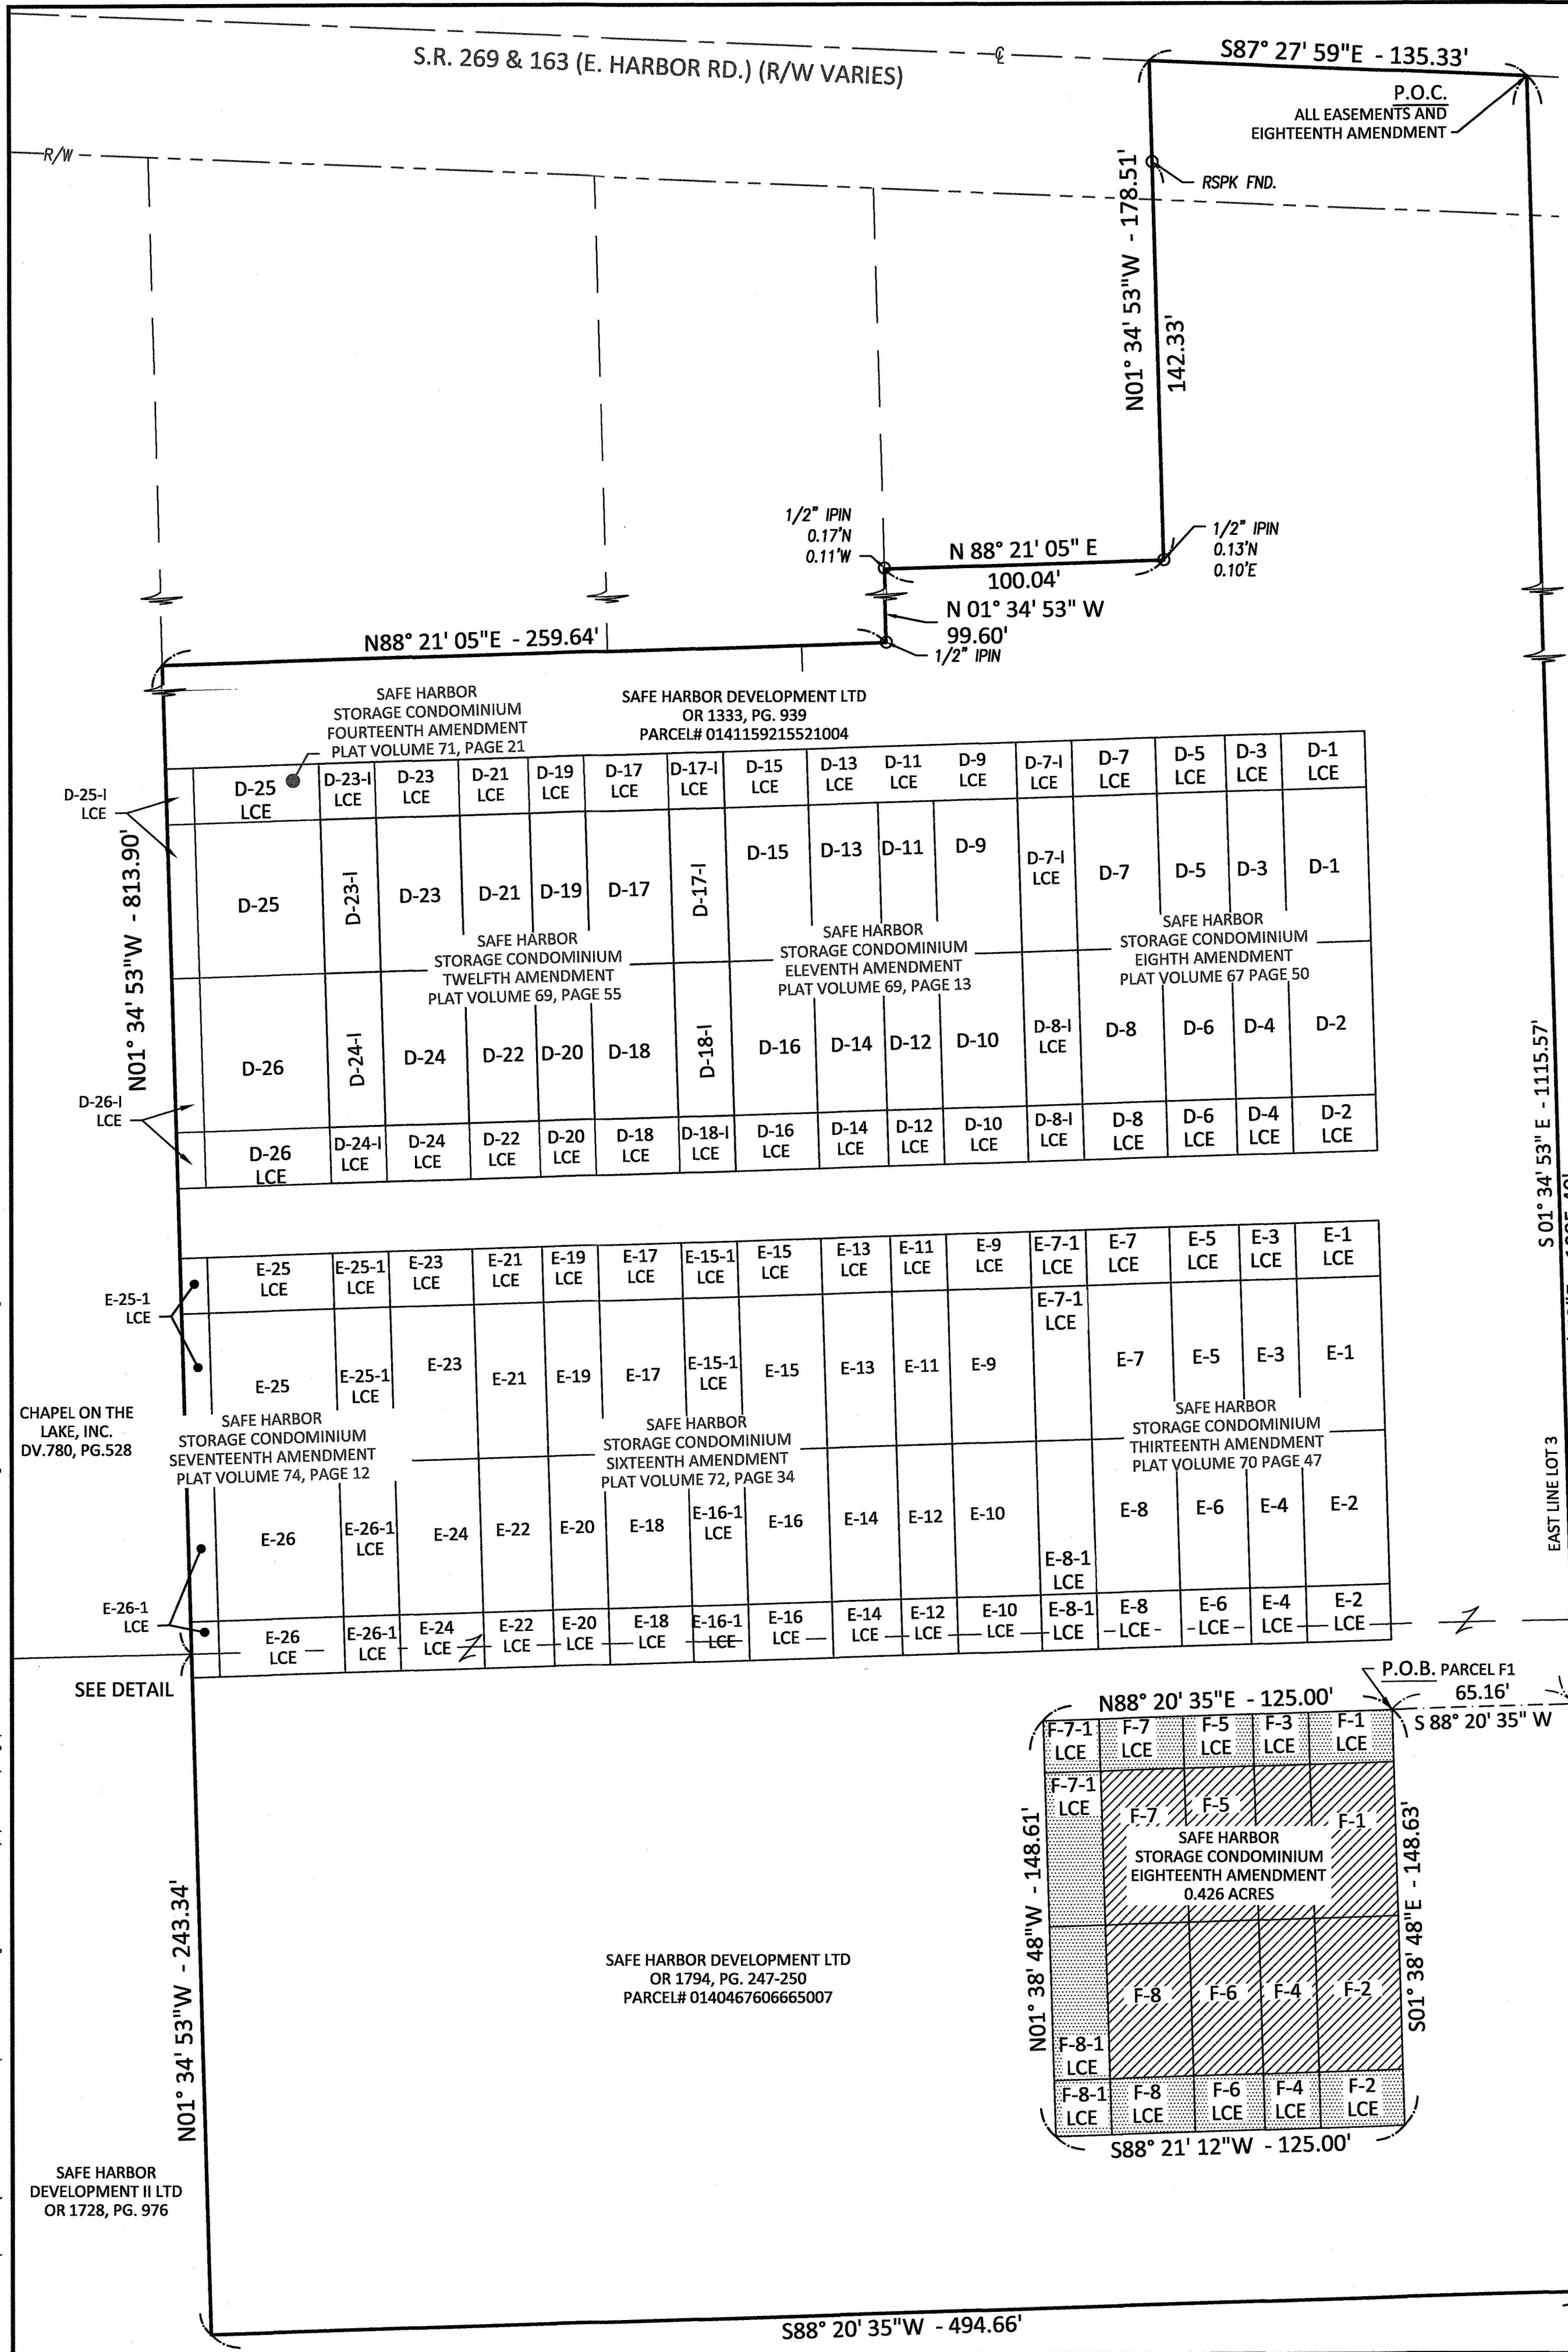 S.R. 269 & 163 (E. HARBOR RD.) (R/W VARIES)
S87° 27' 59"E - 135.33'
P.O.C.
ALL EASEMENTS AND
EIGHTEENTH AMENDMENT
R/W
RSPK FND.
N01° 34' 53"W - 178.51'
142.33'
1/2" IPIN
0.17'N
0.11'W
N 88° 21' 05" E
100.04'
1/2" IPIN
0.13'N
0.10'E
N 01° 34' 53" W
99.60'
1/2" IPIN
N88° 21' 05"E - 259.64'
SAFE HARBOR
STORAGE CONDOMINIUM
FOURTEENTH AMENDMENT
PLAT VOLUME 71, PAGE 21
SAFE HARBOR DEVELOPMENT LTD
OR 1333, PG. 939
PARCEL# 0141159215521004
D-25-I
LCE
D-25
LCE
D-23-I
LCE
D-23
LCE
D-21
LCE
D-19
LCE
D-17
LCE
D-17-I
LCE
D-15
LCE
D-13
LCE
D-11
LCE
D-9
LCE
D-7-I
LCE
D-7
LCE
D-5
LCE
D-3
LCE
D-1
LCE
N01° 34' 53"W - 813.90'
D-25
D-23-I
D-23
D-21
D-19
D-17
D-17-I
D-15
D-13
D-11
D-9
D-7-I
LCE
D-7
D-5
D-3
D-1
SAFE HARBOR
STORAGE CONDOMINIUM
TWELFTH AMENDMENT
PLAT VOLUME 69, PAGE 55
SAFE HARBOR
STORAGE CONDOMINIUM
ELEVENTH AMENDMENT
PLAT VOLUME 69, PAGE 13
SAFE HARBOR
STORAGE CONDOMINIUM
EIGHTH AMENDMENT
PLAT VOLUME 67 PAGE 50
D-26
D-24-I
D-24
D-22
D-20
D-18
D-18-I
D-16
D-14
D-12
D-10
D-8-I
LCE
D-8
D-6
D-4
D-2
D-26-I
LCE
D-26
LCE
D-24-I
LCE
D-24
LCE
D-22
LCE
D-20
LCE
D-18
LCE
D-18-I
LCE
D-16
LCE
D-14
LCE
D-12
LCE
D-10
LCE
D-8-I
LCE
D-8
LCE
D-6
LCE
D-4
LCE
D-2
LCE
S 01° 34' 53" E - 1115.57'
E-25-1
LCE
E-25
LCE
E-25-1
LCE
E-23
LCE
E-21
LCE
E-19
LCE
E-17
LCE
E-15-1
LCE
E-15
LCE
E-13
LCE
E-11
LCE
E-9
LCE
E-7-1
LCE
E-7
LCE
E-5
LCE
E-3
LCE
E-1
LCE
E-25
E-25-1
LCE
E-23
E-21
E-19
E-17
E-15-1
LCE
E-15
E-13
E-11
E-9
E-7-1
LCE
E-7
E-5
E-3
E-1
CHAPEL ON THE
LAKE, INC.
DV.780, PG.528
SAFE HARBOR
STORAGE CONDOMINIUM
SEVENTEENTH AMENDMENT
PLAT VOLUME 74, PAGE 12
SAFE HARBOR
STORAGE CONDOMINIUM
SIXTEENTH AMENDMENT
PLAT VOLUME 72, PAGE 34
SAFE HARBOR
STORAGE CONDOMINIUM
THIRTEENTH AMENDMENT
PLAT VOLUME 70 PAGE 47
EAST LINE LOT 3
E-26
E-26-1
LCE
E-24
E-22
E-20
E-18
E-16-1
LCE
E-16
E-14
E-12
E-10
E-8-1
LCE
E-8
E-6
E-4
E-2
E-26-1
LCE
E-26
LCE
E-26-1
LCE
E-24
LCE
E-22
LCE
E-20
LCE
E-18
LCE
E-16-1
LCE
E-16
LCE
E-14
LCE
E-12
LCE
E-10
LCE
E-8-1
LCE
E-8
LCE
E-6
LCE
E-4
LCE
E-2
LCE
SEE DETAIL
P.O.B. PARCEL F1
65.16'
S 88° 20' 35" W
N88° 20' 35"E - 125.00'
F-7-1
LCE
F-7
LCE
F-5
LCE
F-3
LCE
F-1
LCE
F-7-1
LCE
F-7
F-5
F-1
SAFE HARBOR
STORAGE CONDOMINIUM
EIGHTEENTH AMENDMENT
0.426 ACRES
N01° 38' 48"W - 148.61'
S01° 38' 48"E - 148.63'
F-8
F-6
F-4
F-2
F-8-1
LCE
F-8-1
LCE
F-8
LCE
F-6
LCE
F-4
LCE
F-2
LCE
S88° 21' 12"W - 125.00'
N01° 34' 53"W - 243.34'
SAFE HARBOR DEVELOPMENT LTD
OR 1794, PG. 247-250
PARCEL# 0140467606665007
SAFE HARBOR
DEVELOPMENT II LTD
OR 1728, PG. 976
S88° 20' 35"W - 494.66'